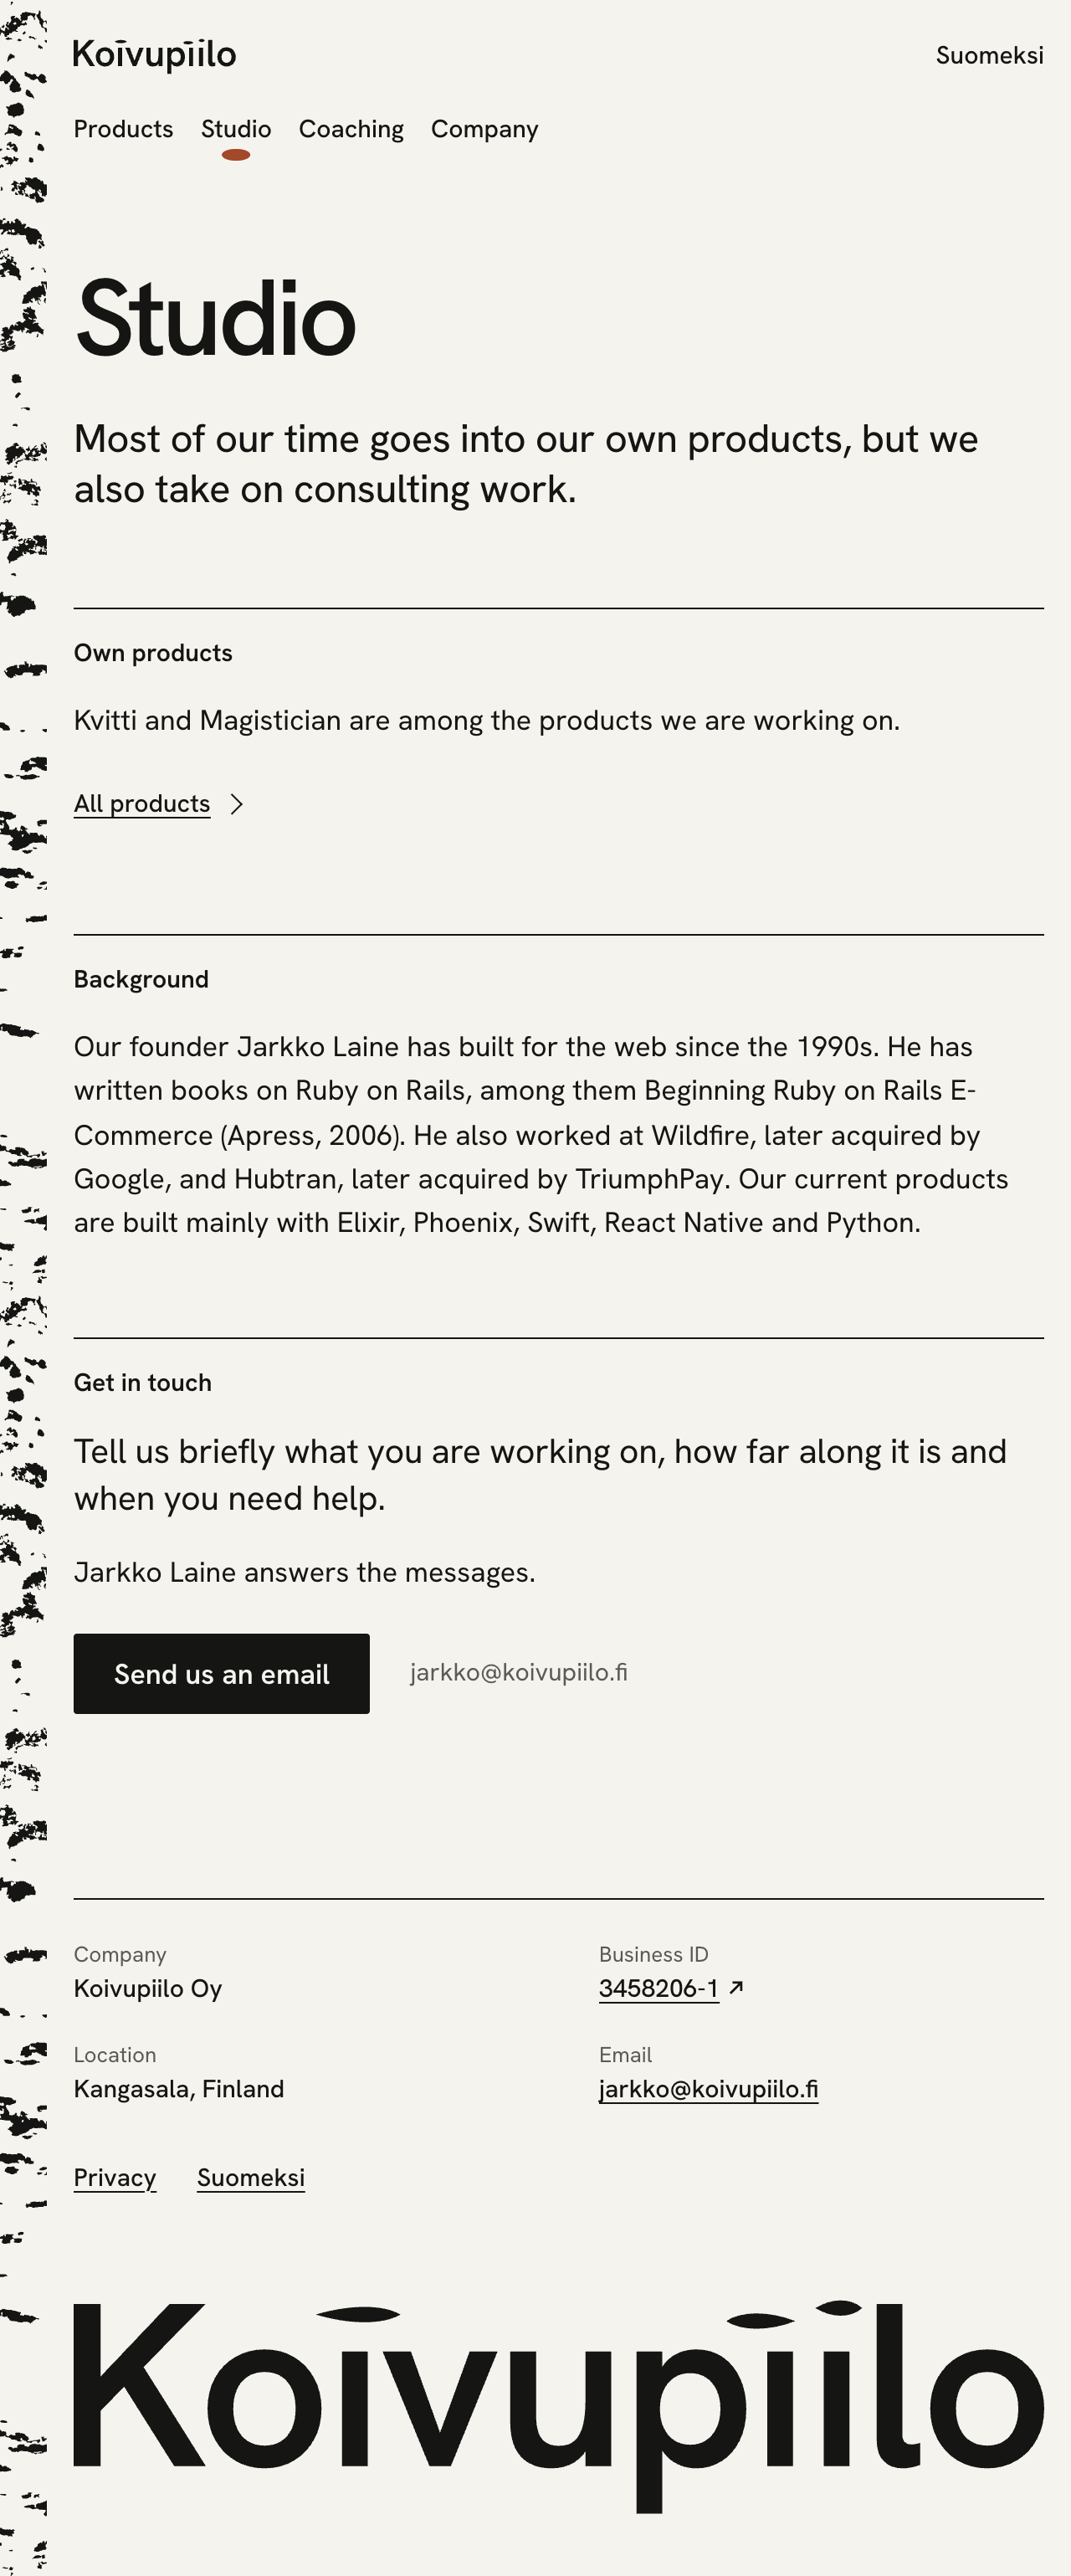 Koivupiilo
Suomeksi
Products Studio Coaching Company
Studio
Most of our time goes into our own products, but we
also take on consulting work.
Own products
Kvitti and Magistician are among the products we are working on.
All products
Background
Our founder Jarkko Laine has built for the web since the 1990s. He has
written books on Ruby on Rails, among them Beginning Ruby on Rails E-
Commerce (Apress, 2006). He also worked at Wildfire, later acquired by
Google, and Hubtran, later acquired by TriumphPay. Our current products
are built mainly with Elixir, Phoenix, Swift, React Native and Python.
Get in touch
Tell us briefly what you are working on, how far along it is and
when you need help.
Jarkko Laine answers the messages.
Send us an email
jarkko@koivupiilo.fi
Company
Koivupiilo Oy
Business ID
3458206-1 ↗
Location
Kangasala, Finland
Email
jarkko@koivupiilo.fi
Privacy Suomeksi
Koivupiilo